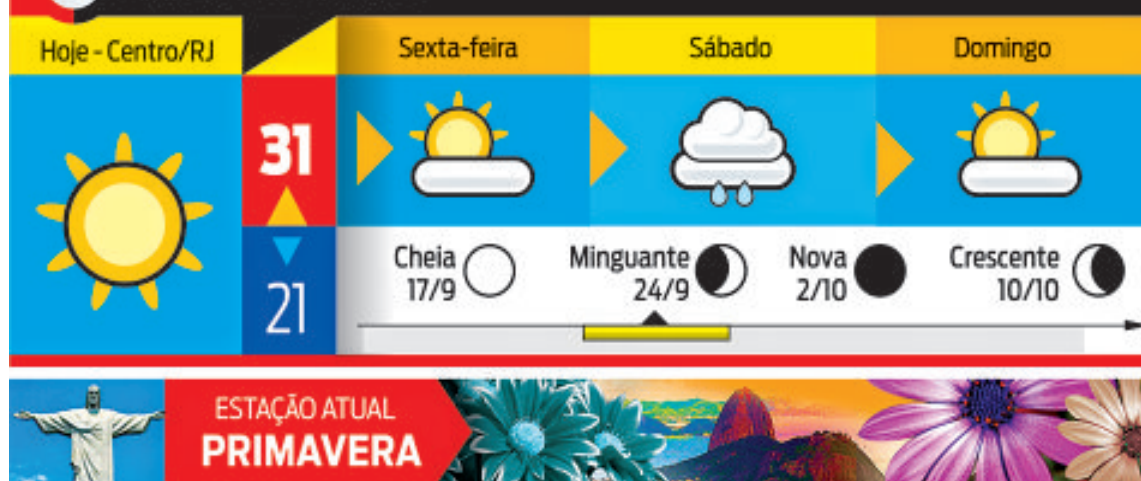 Hoje - Centro/RJ
Sexta-feira
Sábado
Domingo
31
21
Cheia
17/9
Minguante
24/9
Nova
2/10
Crescente
10/10
ESTAÇÃO ATUAL
PRIMAVERA